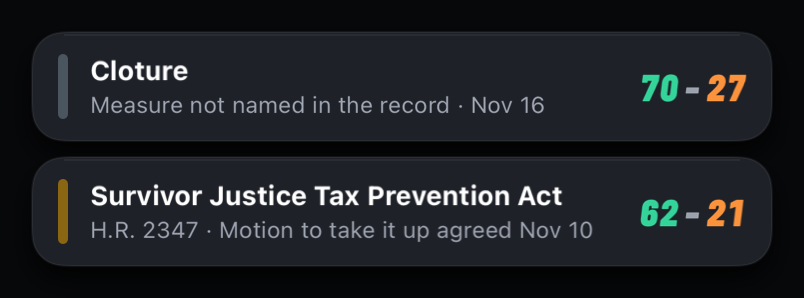 Cloture
Measure not named in the record · Nov 16
70 - 27
Survivor Justice Tax Prevention Act
H.R. 2347 · Motion to take it up agreed Nov 10
62 - 21